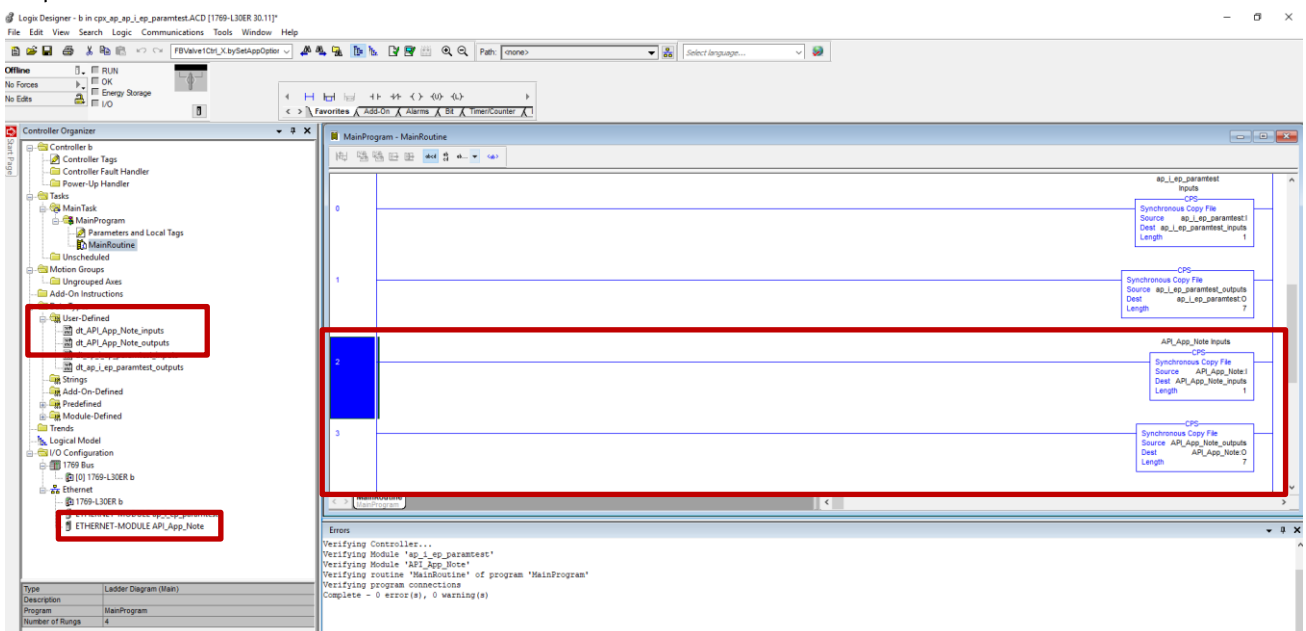 Logix Designer - b in cpx_ap_ap_i_ep_paramtest.ACD [1769-L30ER 30.11]*
File Edit View Search Logic Communications Tools Window Help
FBValve1Ctrl_X.bySetAppOption
Path: <none>
Select language...
Offline
RUN
No Forces
OK
Energy Storage
No Edits
I/O
Favorites Add-On Alarms Bit Timer/Counter
Start Page
Controller Organizer
Controller b
Controller Tags
Controller Fault Handler
Power-Up Handler
Tasks
MainTask
MainProgram
Parameters and Local Tags
MainRoutine
Unscheduled
Motion Groups
Ungrouped Axes
Add-On Instructions
User-Defined
dt_API_App_Note_inputs
dt_API_App_Note_outputs
dt_ap_i_ep_paramtest_outputs
Strings
Add-On-Defined
Predefined
Module-Defined
Trends
Logical Model
I/O Configuration
1769 Bus
[0] 1769-L30ER b
Ethernet
1769-L30ER b
ETHERNET-MODULE ap_i_ep_paramtest
ETHERNET-MODULE API_App_Note
Type Ladder Diagram (Main)
Description
Program MainProgram
Number of Rungs 4
MainProgram - MainRoutine
ap_i_ep_paramtest
Inputs
CPS
0
Synchronous Copy File
Source ap_i_ep_paramtest:I
Dest ap_i_ep_paramtest_inputs
Length 1
CPS
1
Synchronous Copy File
Source ap_i_ep_paramtest_outputs
Dest ap_i_ep_paramtest:O
Length 7
API_App_Note Inputs
CPS
2
Synchronous Copy File
Source API_App_Note:I
Dest API_App_Note_inputs
Length 1
CPS
3
Synchronous Copy File
Source API_App_Note_outputs
Dest API_App_Note:O
Length 7
MainRoutine
MainProgram
Errors
Verifying Controller...
Verifying Module 'ap_i_ep_paramtest'
Verifying Module 'API_App_Note'
Verifying routine 'MainRoutine' of program 'MainProgram'
Verifying program connections
Complete - 0 error(s), 0 warning(s)